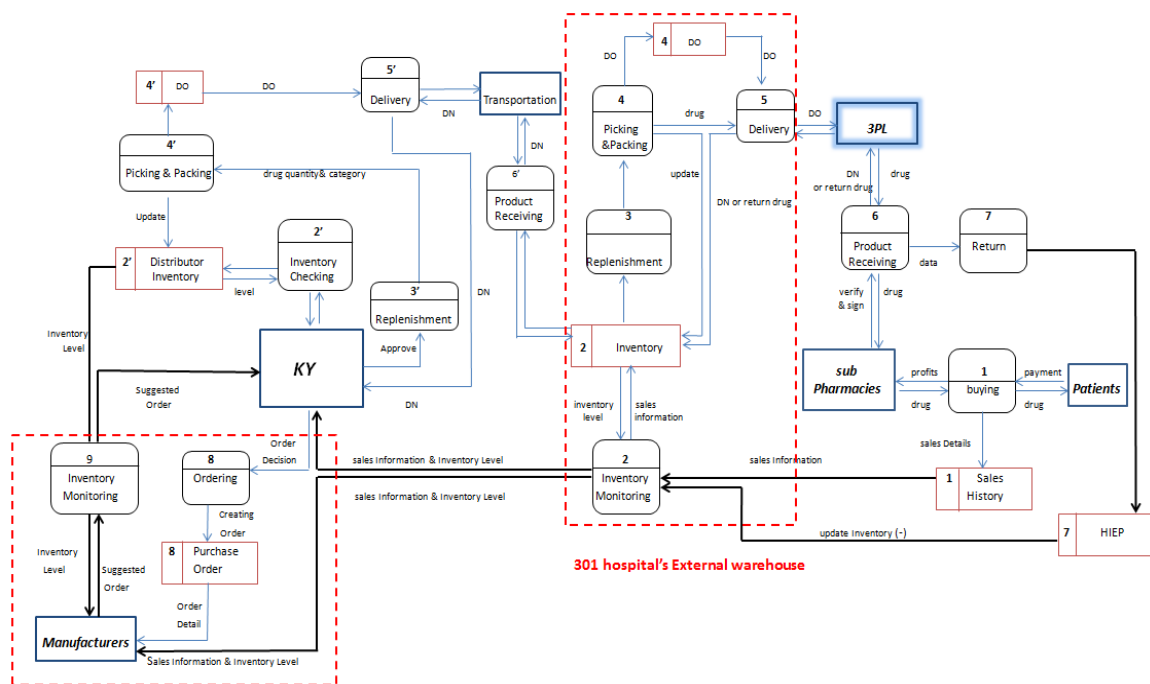 4
DO
DO
DO
5'
Delivery
4'
DO
DO
Transportation
DN
4'
Picking & Packing
drug quantity& category
Update
DN
6'
Product
Receiving
4
Picking
&Packing
drug
update
5
Delivery
DO
3PL
DN or return drug
DN
or return drug
drug
6
Product
Receiving
data
7
Return
3
Replenishment
2'
Distributor
Inventory
level
2'
Inventory
Checking
3'
Replenishment
DN
verify
& sign
drug
Inventory
Level
KY
Approve
DN
2
Inventory
sub
Pharmacies
profits
drug
1
buying
payment
drug
Patients
Suggested
Order
inventory
level
sales
information
sales Details
Order
Decision
9
Inventory
Monitoring
8
Ordering
sales Information & Inventory Level
sales Information & Inventory Level
2
Inventory
Monitoring
sales Information
1
Sales
History
Creating
Order
update Inventory (-)
7
HIEP
Inventory
Level
Suggested
Order
8
Purchase
Order
301 hospital's External warehouse
Order
Detail
Manufacturers
Sales Information & Inventory Level